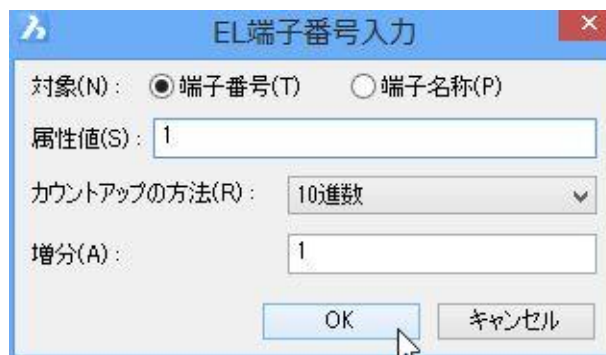 EL端子番号入力
対象(N)： 端子番号(T) 端子名称(P)
属性値(S)： 1
カウントアップの方法(R)： 10進数
増分(A)： 1
OK キャンセル